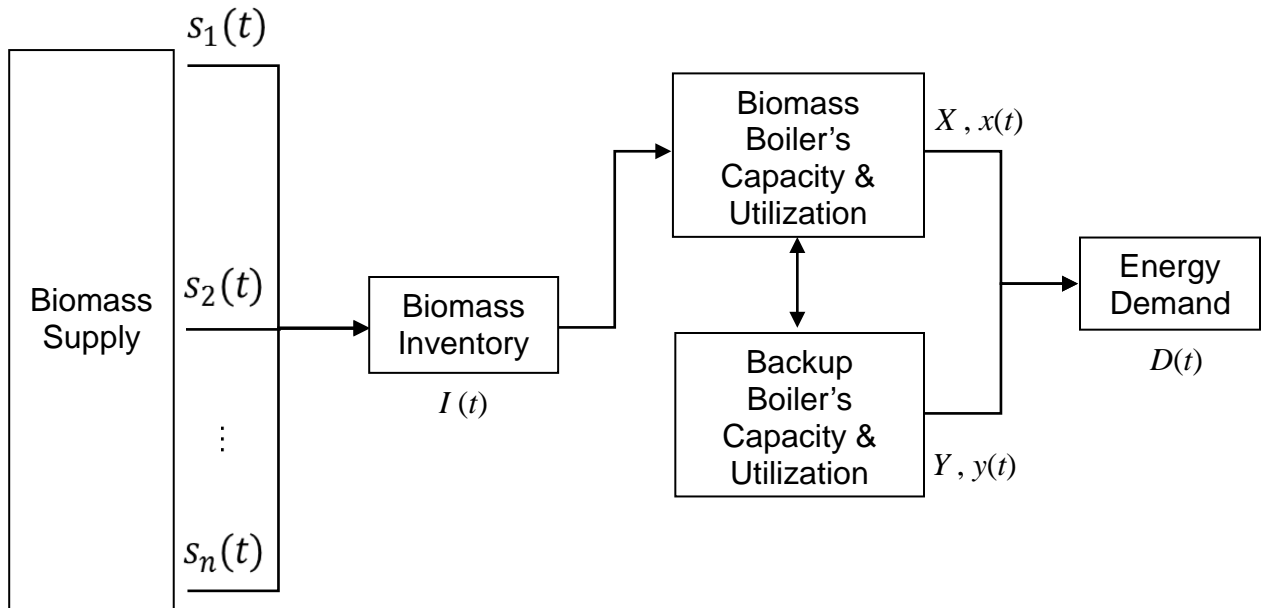 s₁(t)
Biomass
Supply
s₂(t)
⋮
sₙ(t)
Biomass
Inventory
I (t)
Biomass
Boiler's
Capacity &
Utilization
X , x(t)
Backup
Boiler's
Capacity &
Utilization
Y , y(t)
Energy
Demand
D(t)